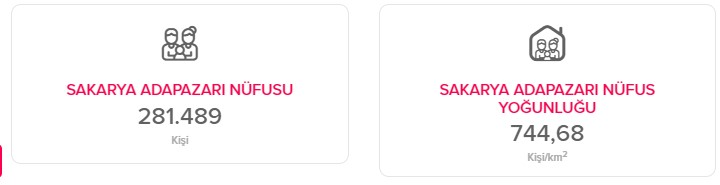 SAKARYA ADAPAZARI NÜFUSU
281.489
Kişi
SAKARYA ADAPAZARI NÜFUS
YOĞUNLUĞU
744,68
Kişi/km²